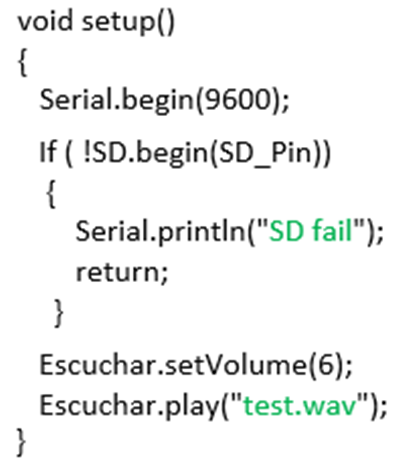 void setup()
{
Serial.begin(9600);
If ( !SD.begin(SD_Pin))
{
Serial.println("SD fail");
return;
}
Escuchar.setVolume(6);
Escuchar.play("test.wav");
}